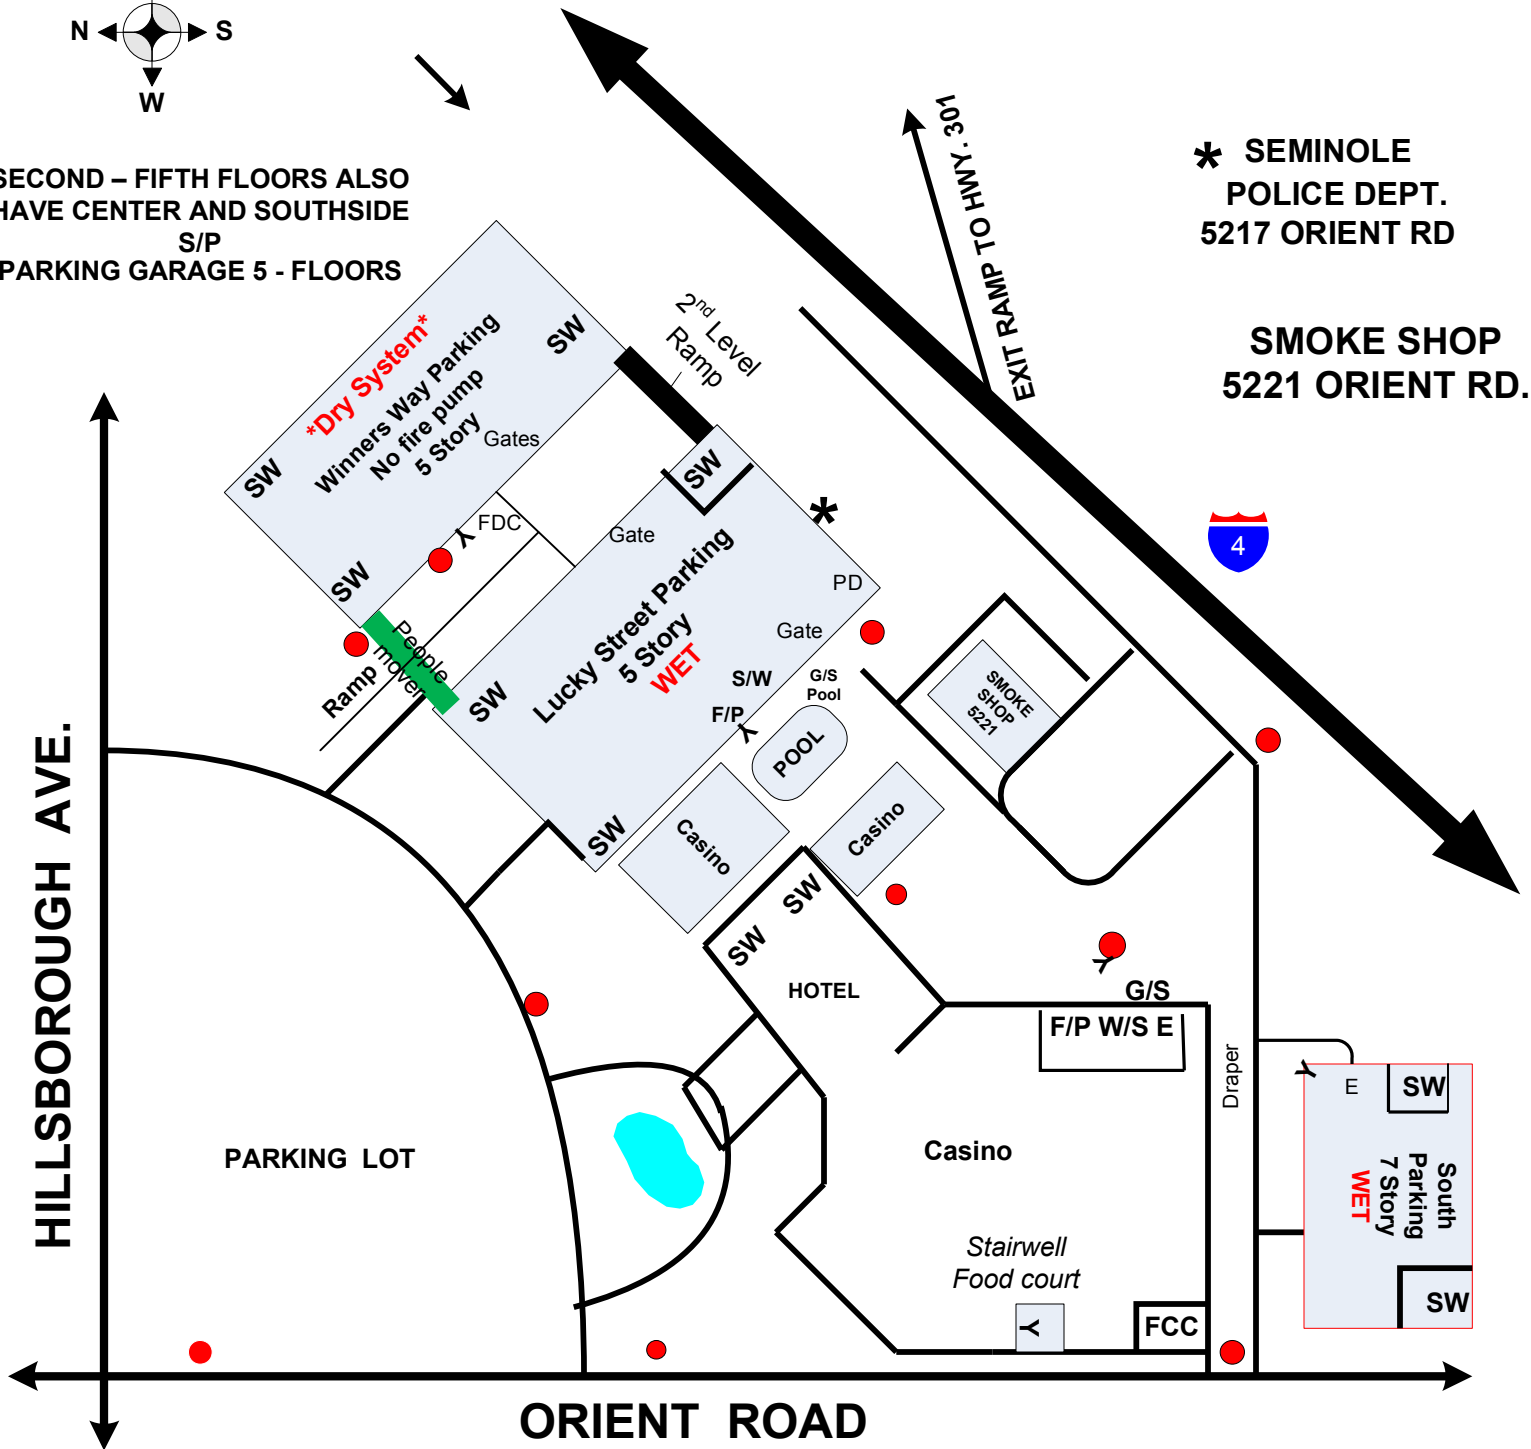 N
S
W
SECOND – FIFTH FLOORS ALSO
HAVE CENTER AND SOUTHSIDE
S/P
PARKING GARAGE 5 - FLOORS
EXIT RAMP TO HWY. 301
* SEMINOLE
POLICE DEPT.
5217 ORIENT RD
SMOKE SHOP
5221 ORIENT RD.
4
2nd Level
Ramp
SW
*Dry System*
Winners Way Parking
No fire pump
5 Story
Gates
SW
SW
FDC
People
mover
Ramp
SW
Gate
*
Lucky Street Parking
5 Story
WET
PD
Gate
S/W
F/P
G/S
Pool
POOL
SW
SW
SMOKE
SHOP
5221
Casino
Casino
SW
SW
HOTEL
G/S
F/P W/S E
Draper
E
SW
South
Parking
7 Story
WET
SW
Casino
Stairwell
Food court
FCC
PARKING LOT
HILLSBOROUGH AVE.
ORIENT ROAD